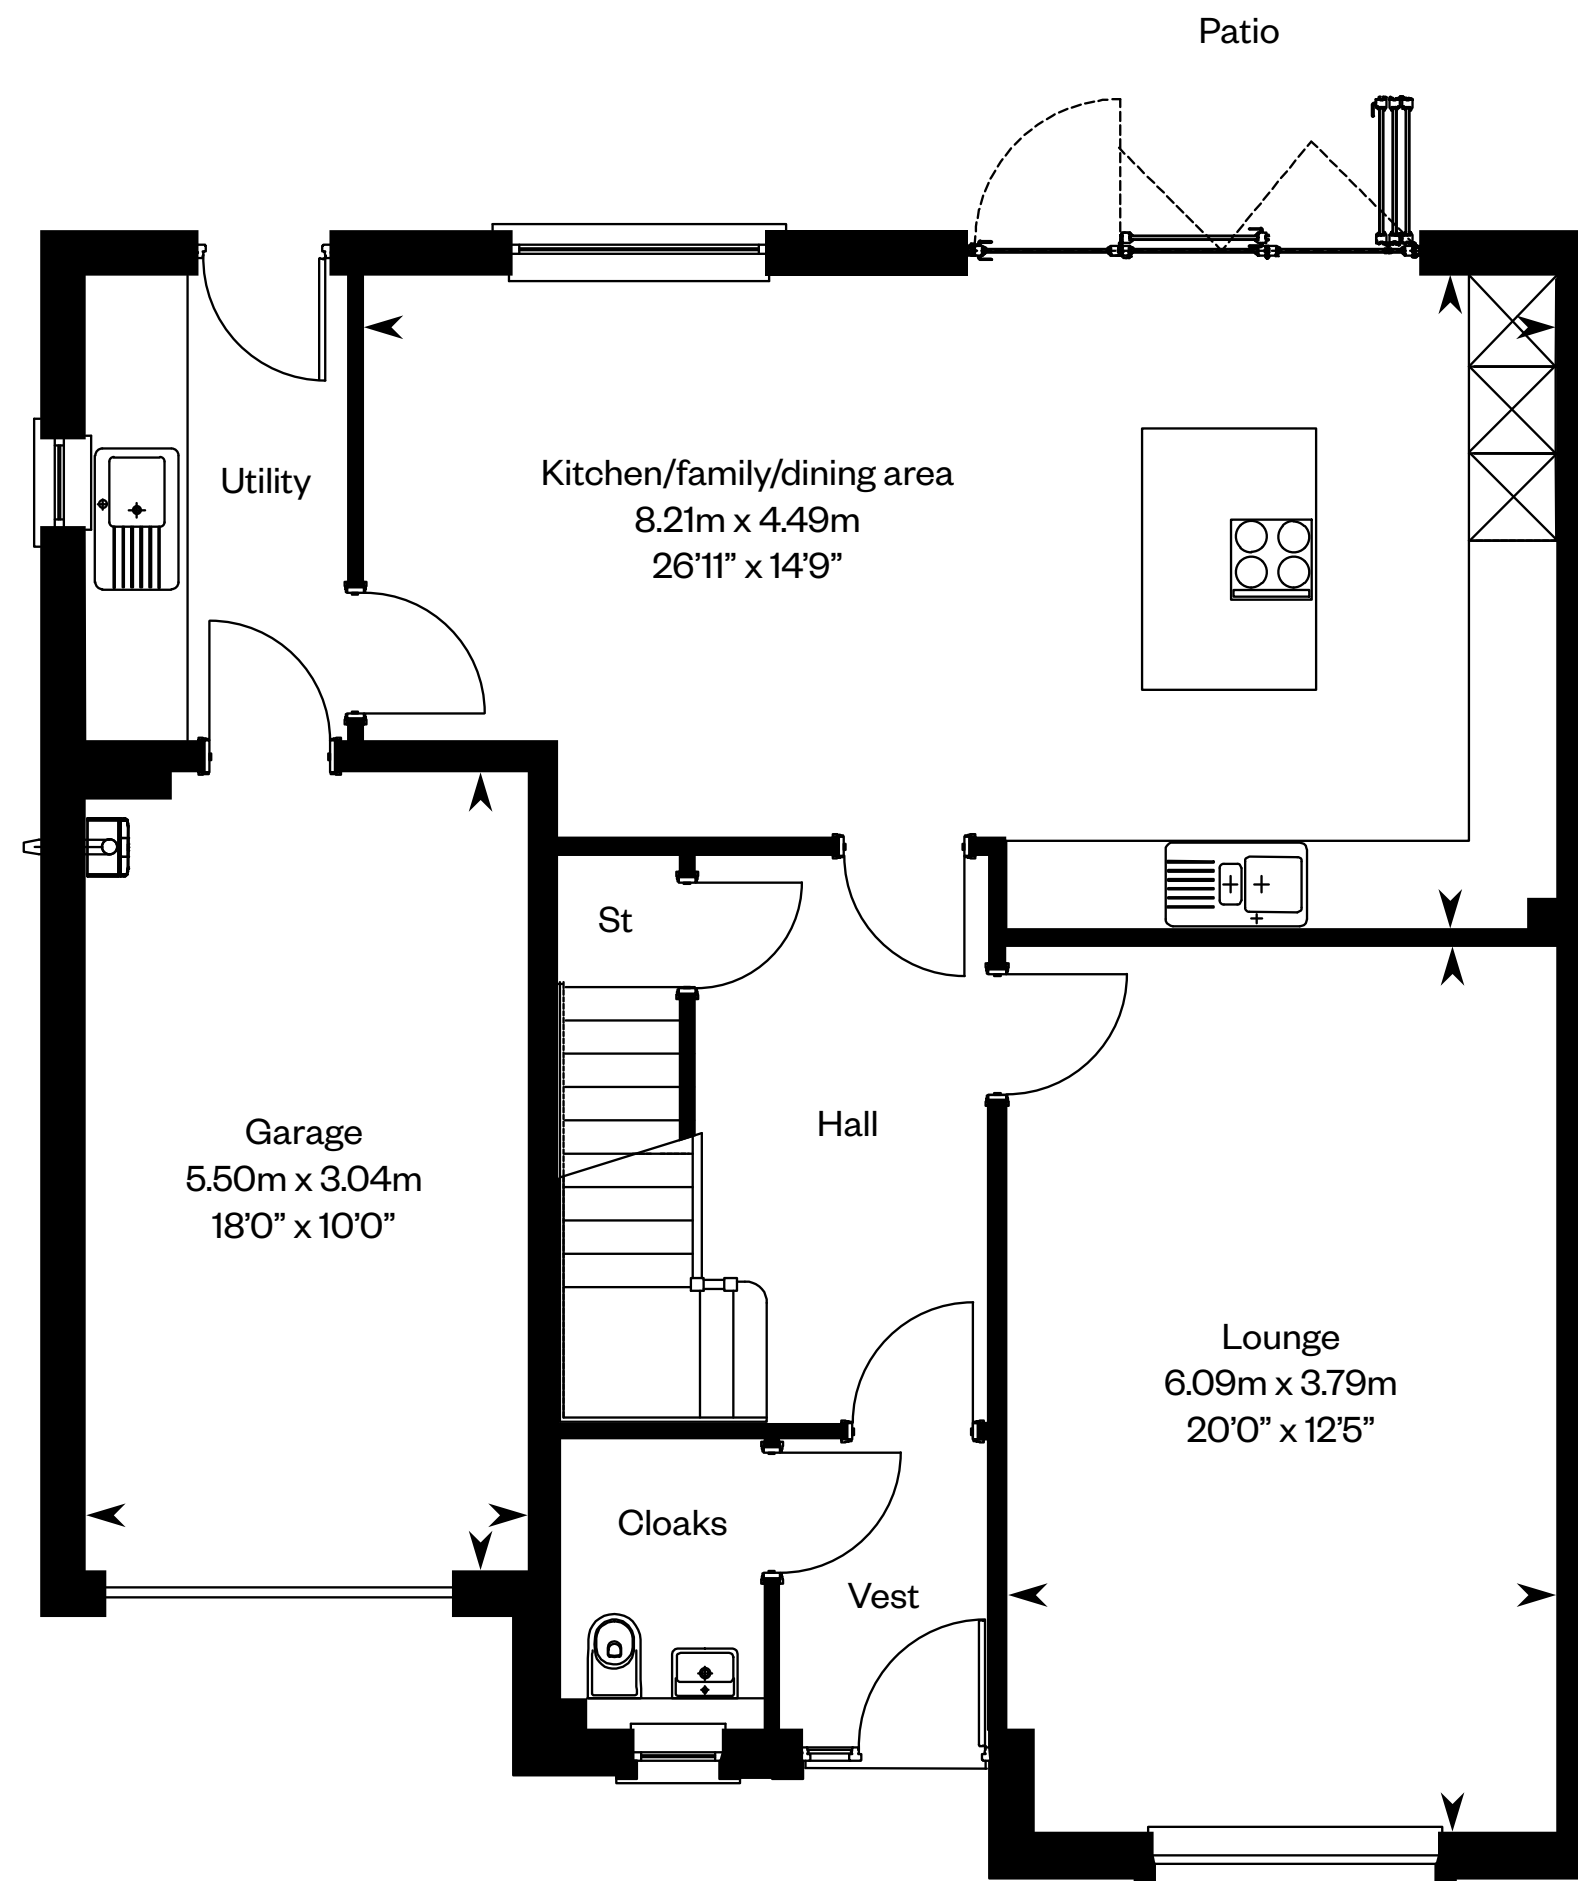 Patio
Utility
Kitchen/family/dining area
8.21m x 4.49m
26’11” x 14’9”
St
Hall
Garage
5.50m x 3.04m
18’0” x 10’0”
Lounge
6.09m x 3.79m
20’0” x 12’5”
Cloaks
Vest